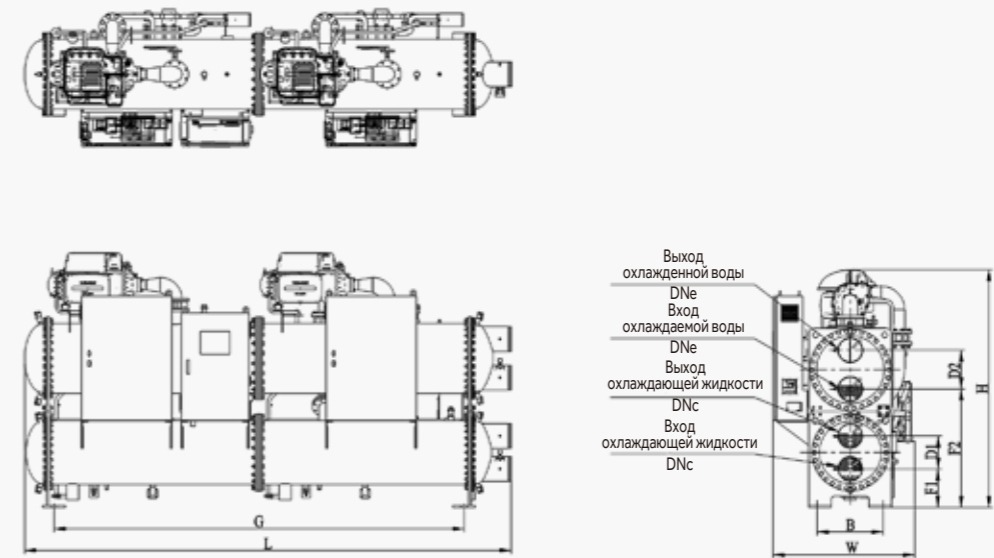 Выход
охлажденной воды
DNe
Вход
охлаждаемой воды
DNe
Выход
охлаждающей жидкости
DNc
Вход
охлаждающей жидкости
DNc
D2
H
F2
D1
F1
B
W
G
L